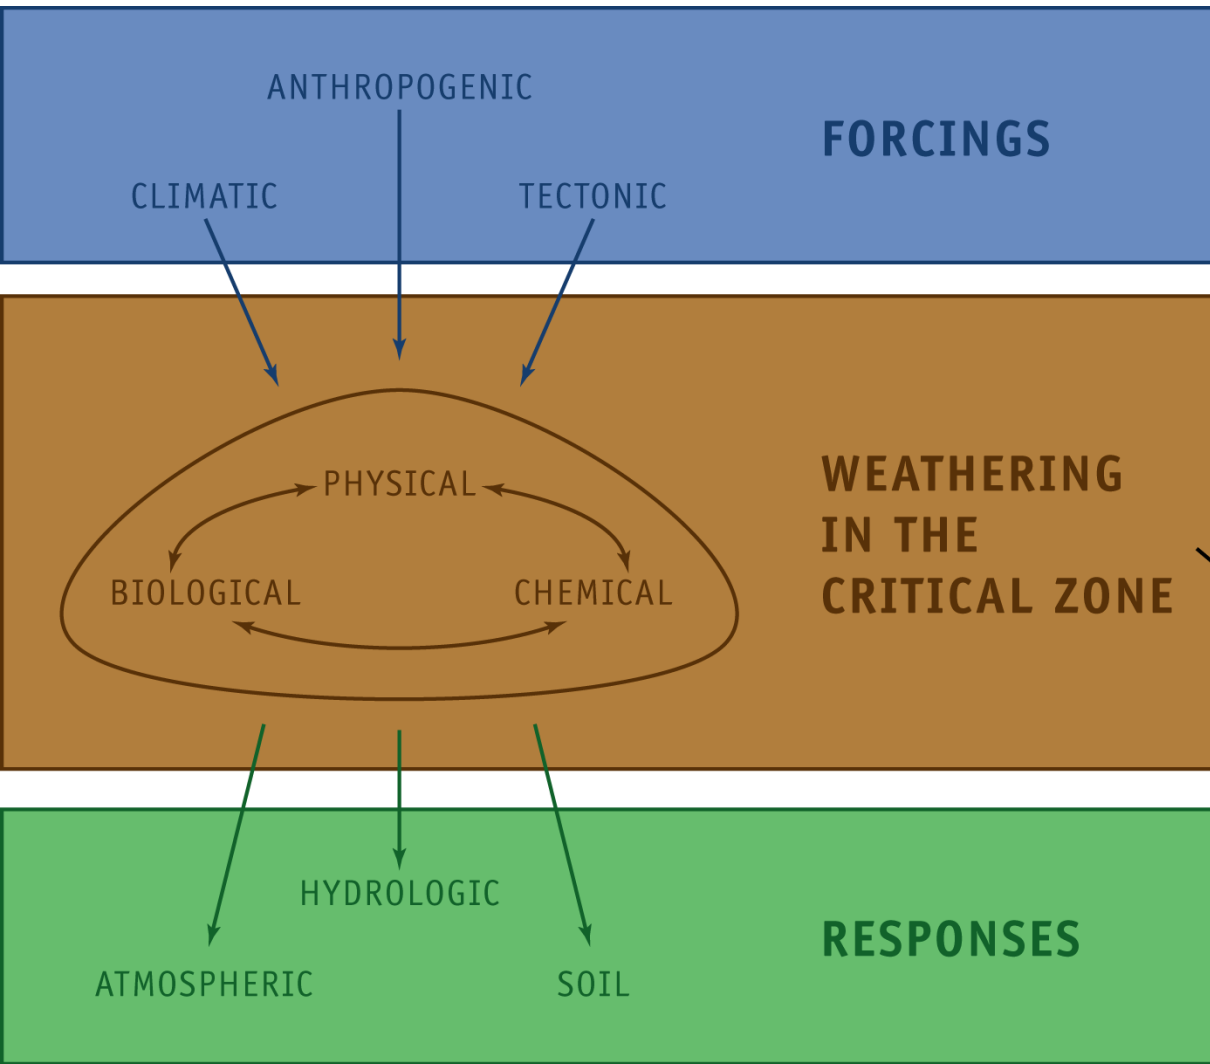 ANTHROPOGENIC
CLIMATIC
TECTONIC
FORCINGS
PHYSICAL
BIOLOGICAL
CHEMICAL
WEATHERING
IN THE
CRITICAL ZONE
HYDROLOGIC
ATMOSPHERIC
SOIL
RESPONSES